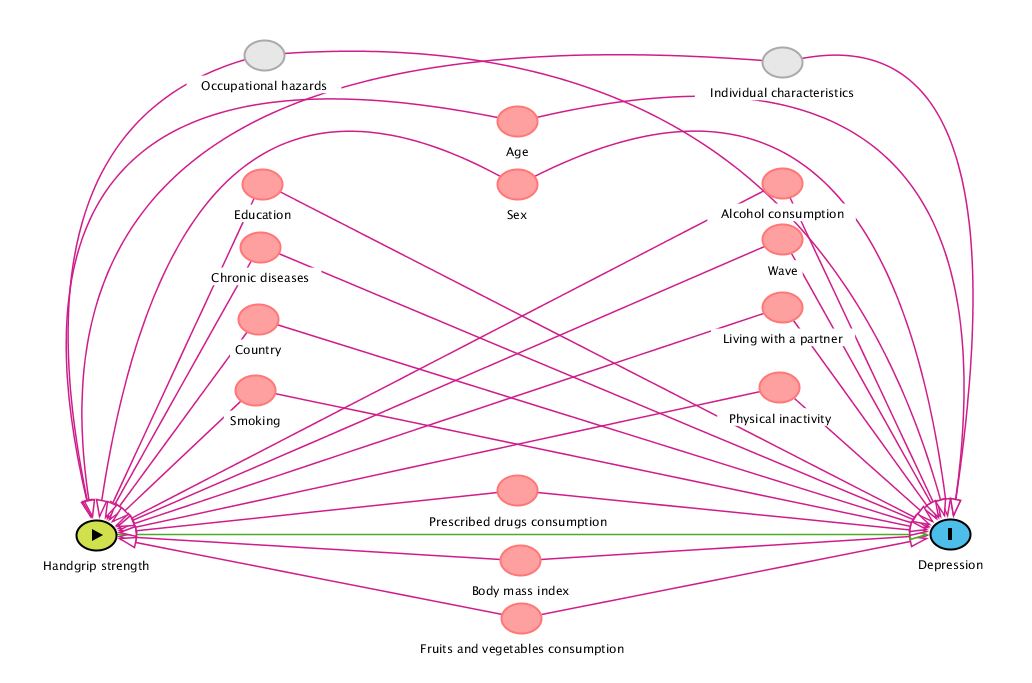 Occupational hazards
Individual characteristics
Age
Education
Sex
Alcohol consumption
Chronic diseases
Wave
Country
Living with a partner
Smoking
Physical inactivity
Prescribed drugs consumption
Handgrip strength
Depression
Body mass index
Fruits and vegetables consumption